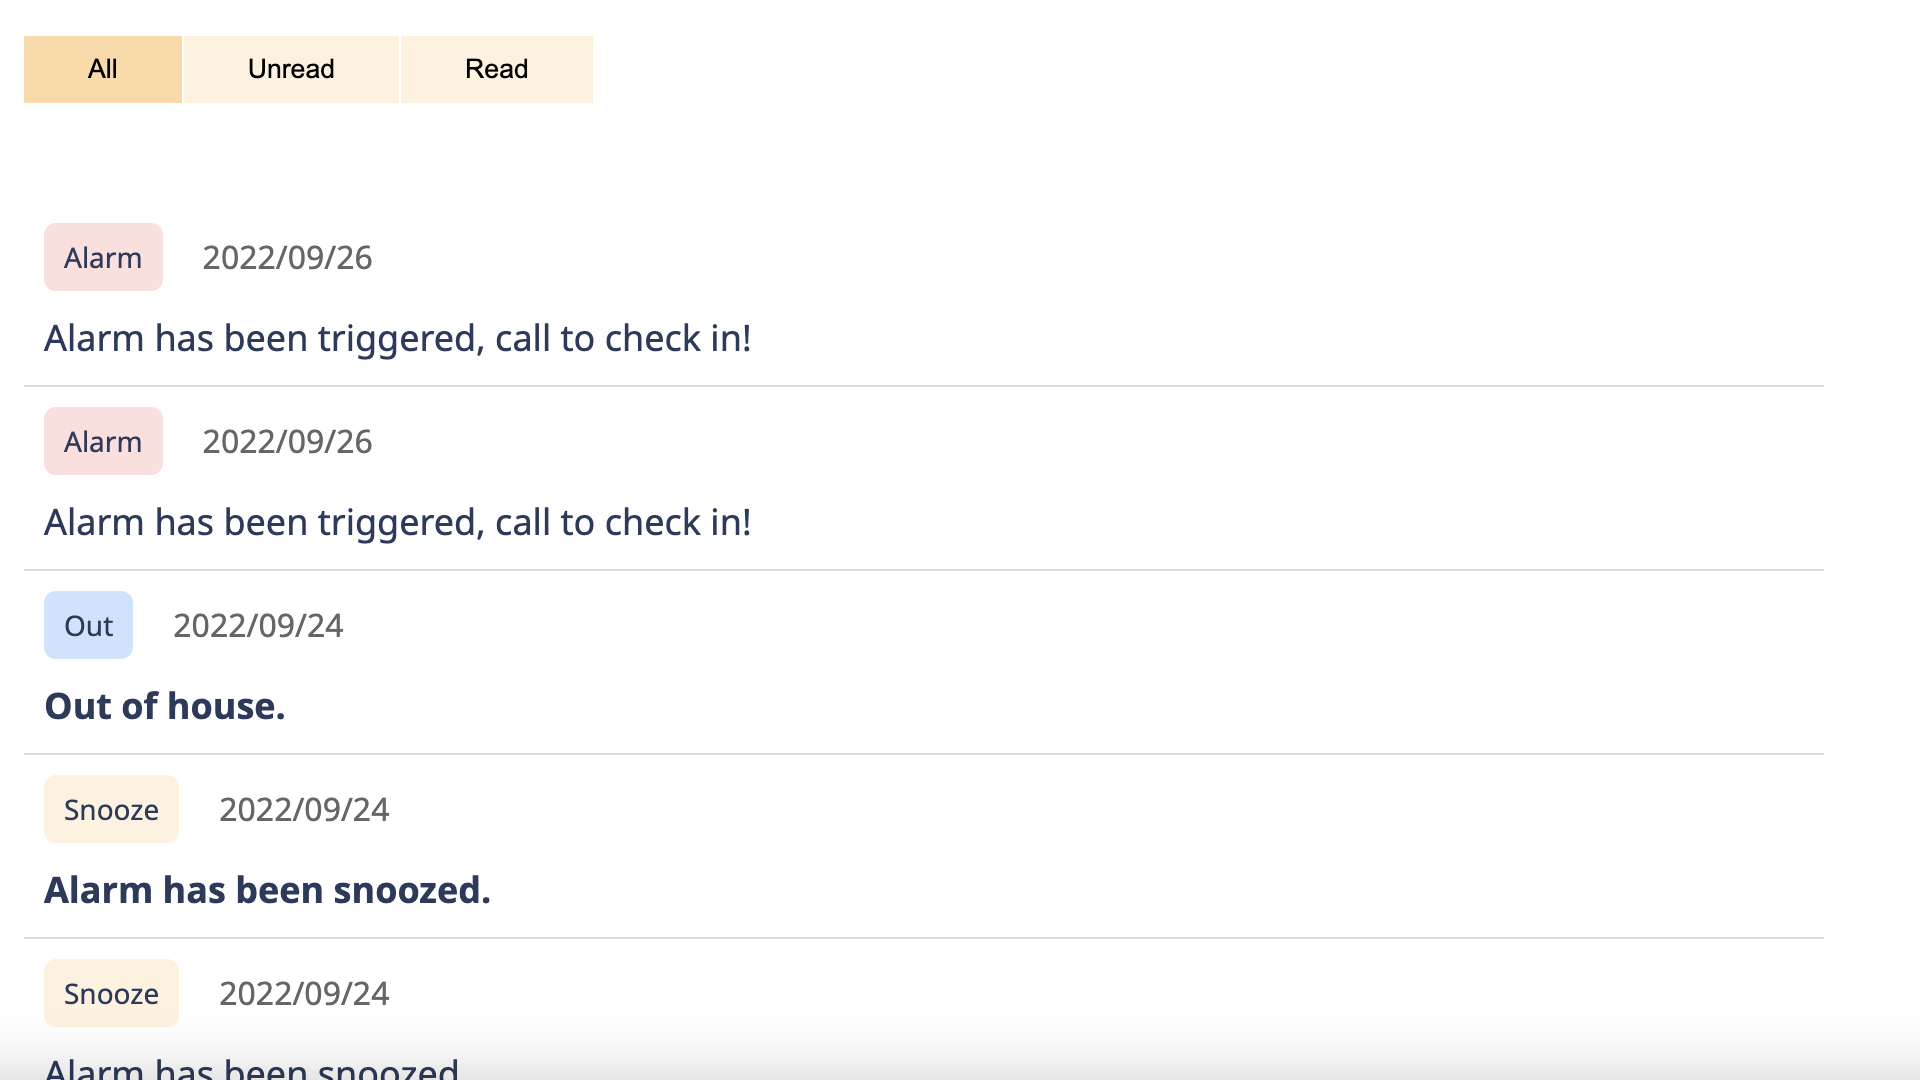 All Unread Read
Alarm 2022/09/26
Alarm has been triggered, call to check in!
Alarm 2022/09/26
Alarm has been triggered, call to check in!
Out 2022/09/24
Out of house.
Snooze 2022/09/24
Alarm has been snoozed.
Snooze 2022/09/24
Alarm has been snoozed